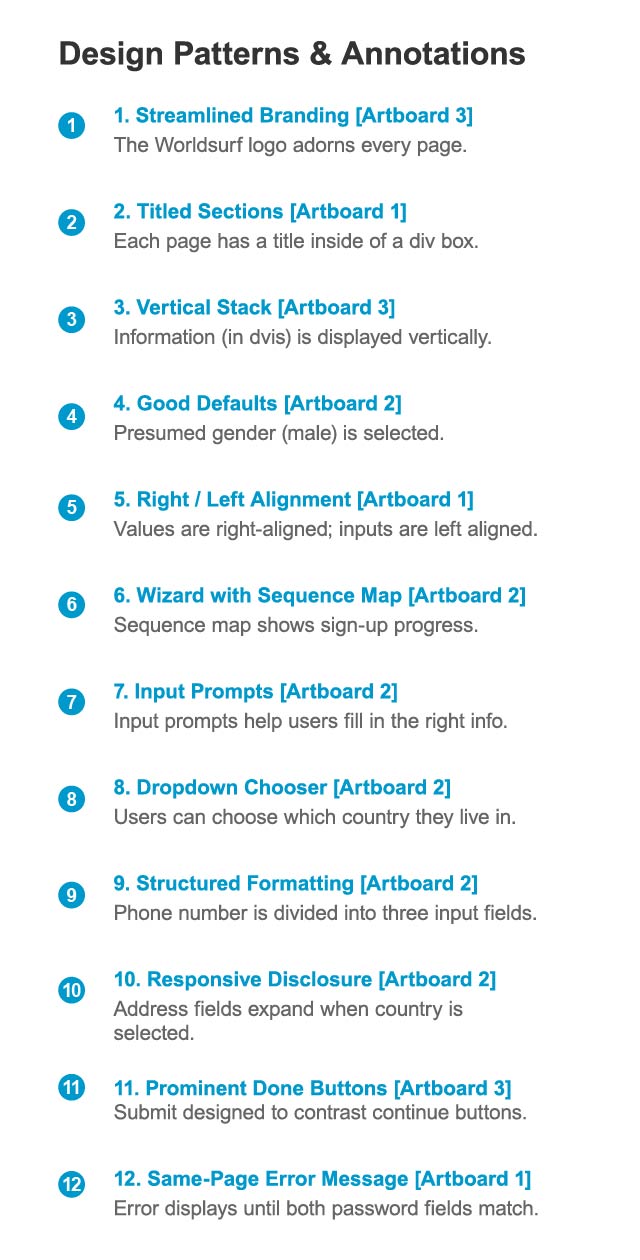 Design Patterns & Annotations
1
1. Streamlined Branding [Artboard 3]
The Worldsurf logo adorns every page.
2
2. Titled Sections [Artboard 1]
Each page has a title inside of a div box.
3
3. Vertical Stack [Artboard 3]
Information (in dvis) is displayed vertically.
4
4. Good Defaults [Artboard 2]
Presumed gender (male) is selected.
5
5. Right / Left Alignment [Artboard 1]
Values are right-aligned; inputs are left aligned.
6
6. Wizard with Sequence Map [Artboard 2]
Sequence map shows sign-up progress.
7
7. Input Prompts [Artboard 2]
Input prompts help users fill in the right info.
8
8. Dropdown Chooser [Artboard 2]
Users can choose which country they live in.
9
9. Structured Formatting [Artboard 2]
Phone number is divided into three input fields.
10
10. Responsive Disclosure [Artboard 2]
Address fields expand when country is
selected.
11
11. Prominent Done Buttons [Artboard 3]
Submit designed to contrast continue buttons.
12
12. Same-Page Error Message [Artboard 1]
Error displays until both password fields match.